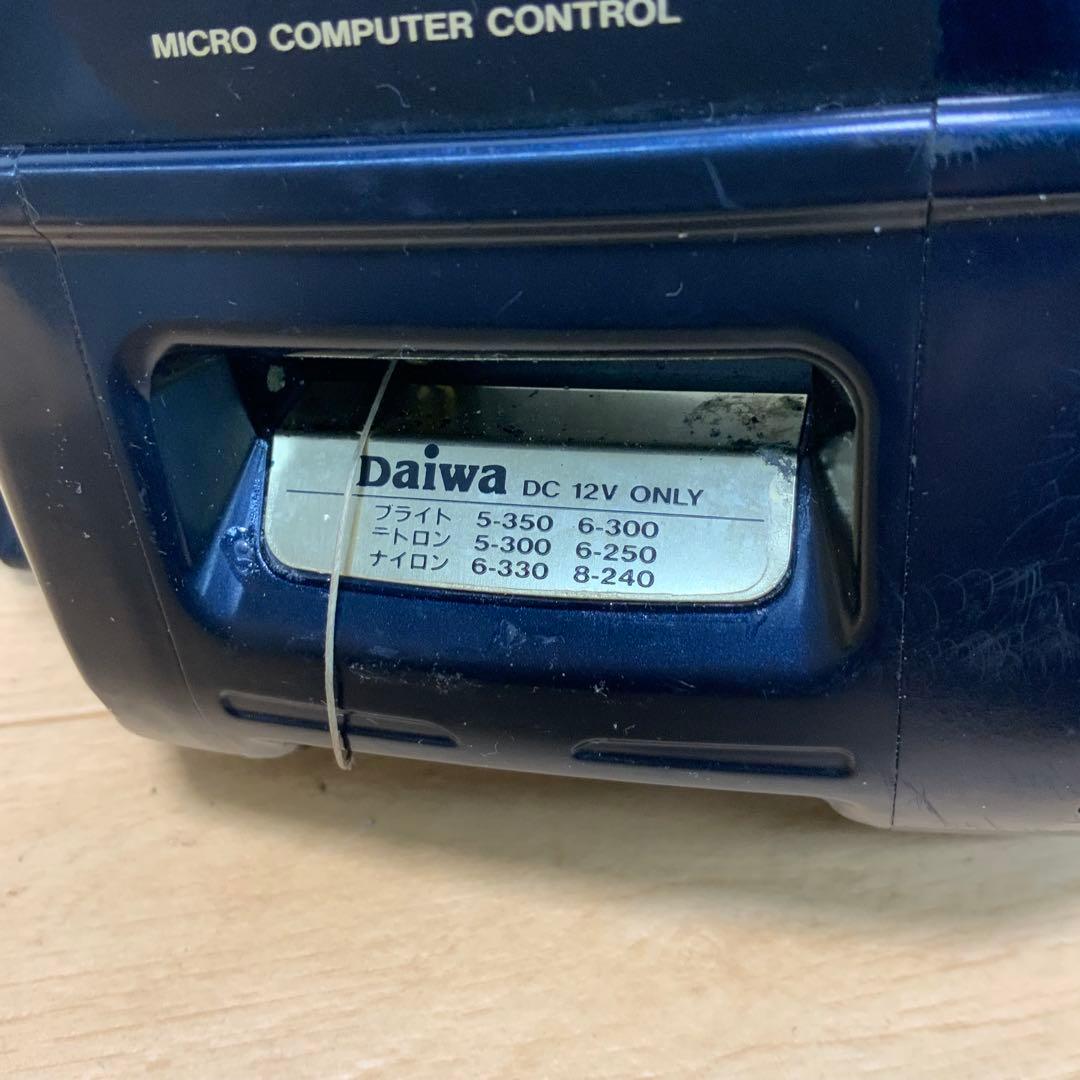 MICRO COMPUTER CONTROL
Daiwa DC 12V ONLY
ブライト 5-350 6-300
ニトロン 5-300 6-250
ナイロン 6-330 8-240